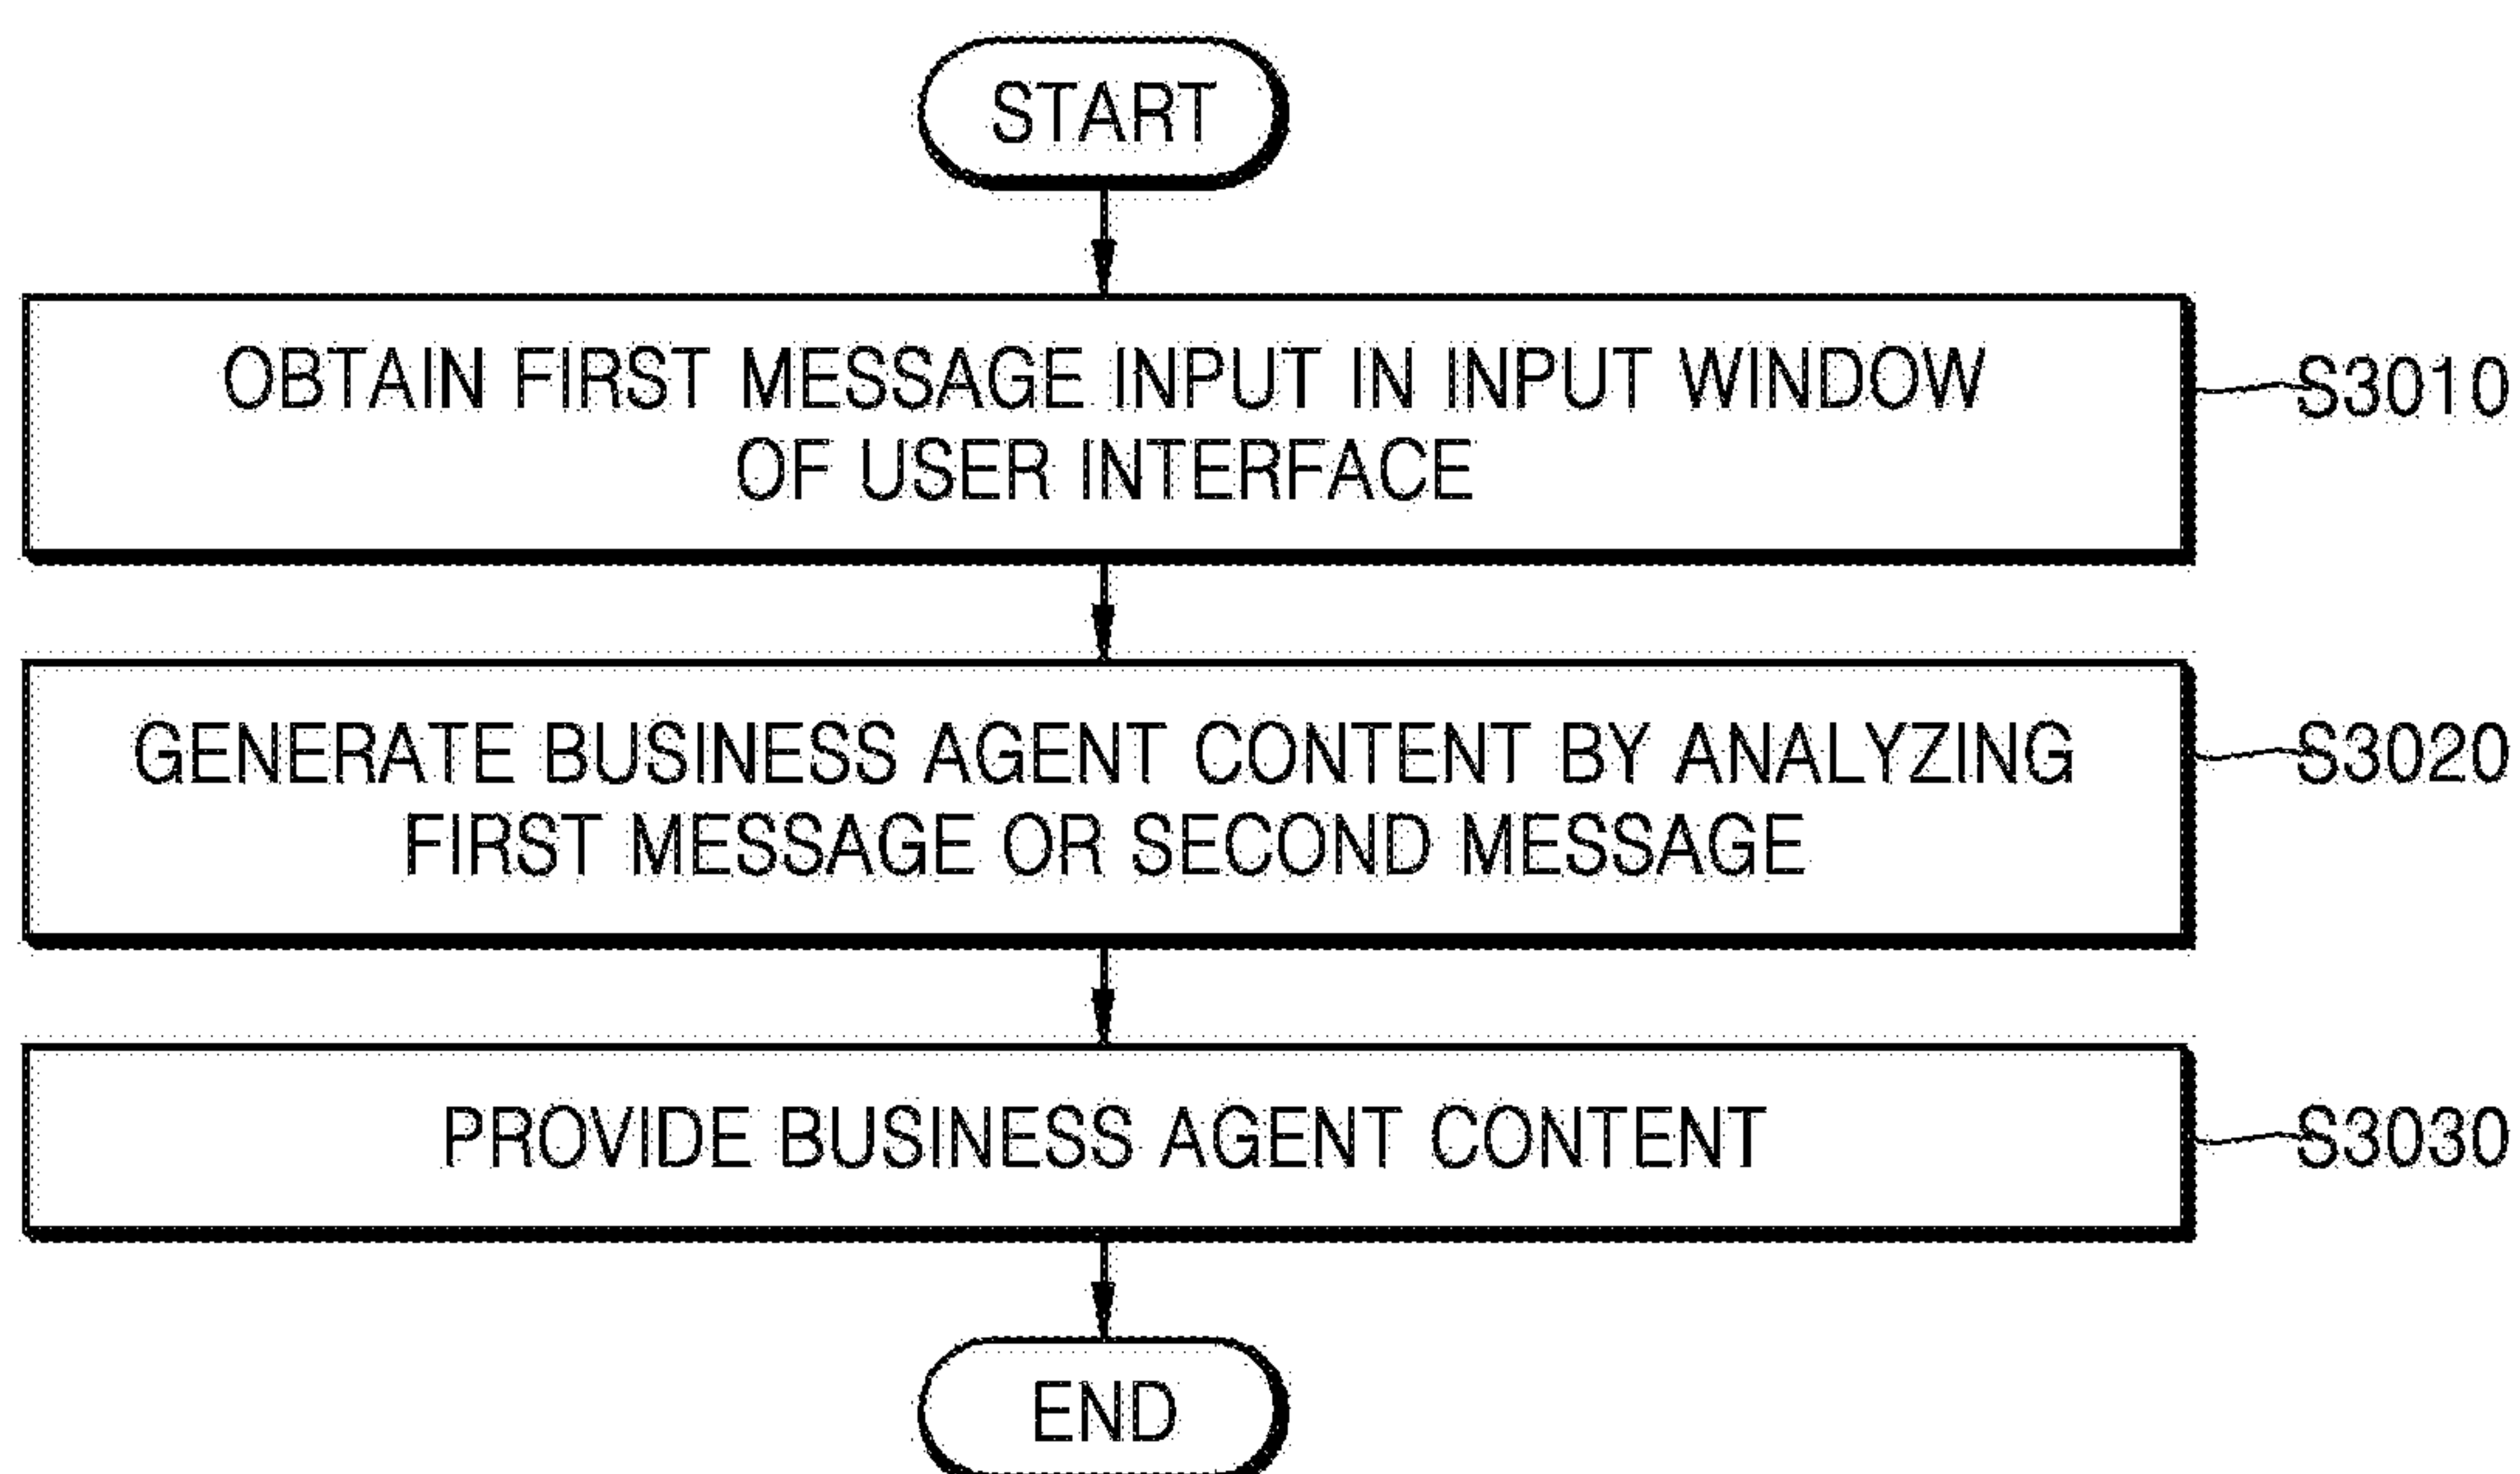 START
OBTAIN FIRST MESSAGE INPUT IN INPUT WINDOW
OF USER INTERFACE
S3010
GENERATE BUSINESS AGENT CONTENT BY ANALYZING
FIRST MESSAGE OR SECOND MESSAGE
S3020
PROVIDE BUSINESS AGENT CONTENT
S3030
END